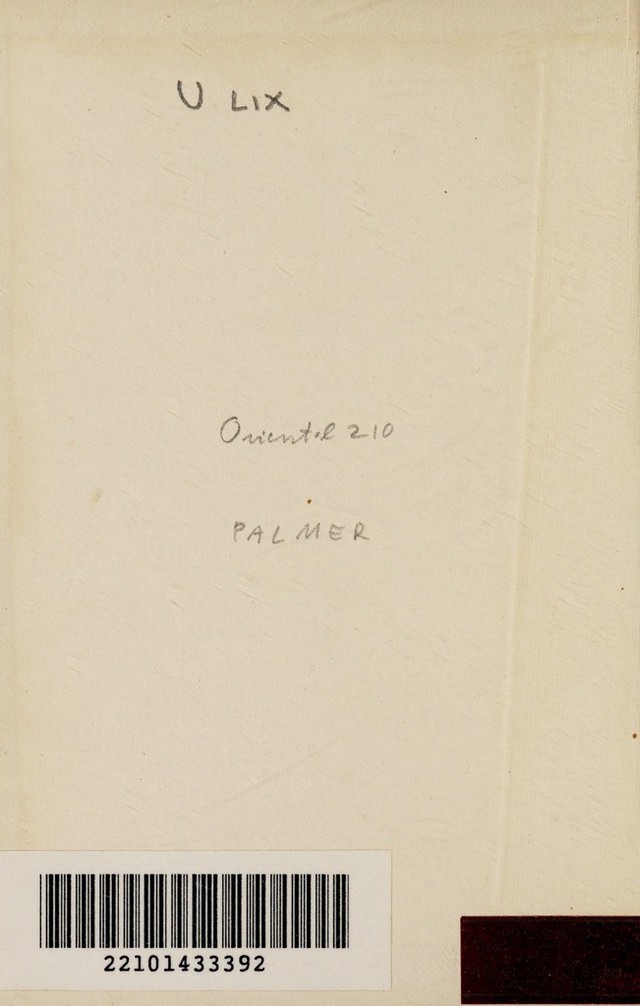 U LIX
Oriental 210
PALMER
22101433392